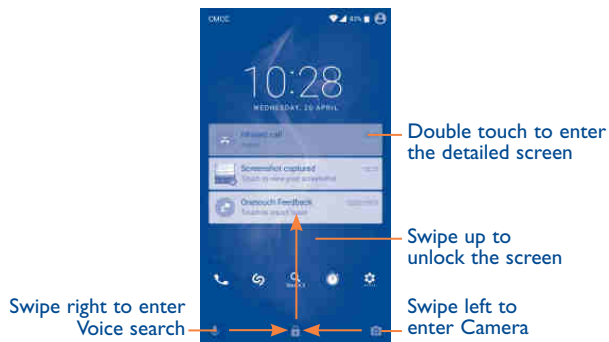 CMCC
10:28
WEDNESDAY, 20 APRIL
Missed call
Double touch to enter
the detailed screen
Screenshot captured
Touch to view your screenshot.
Onetouch Feedback
Swipe up to
unlock the screen
Swipe right to enter
Voice search
Swipe left to
enter Camera